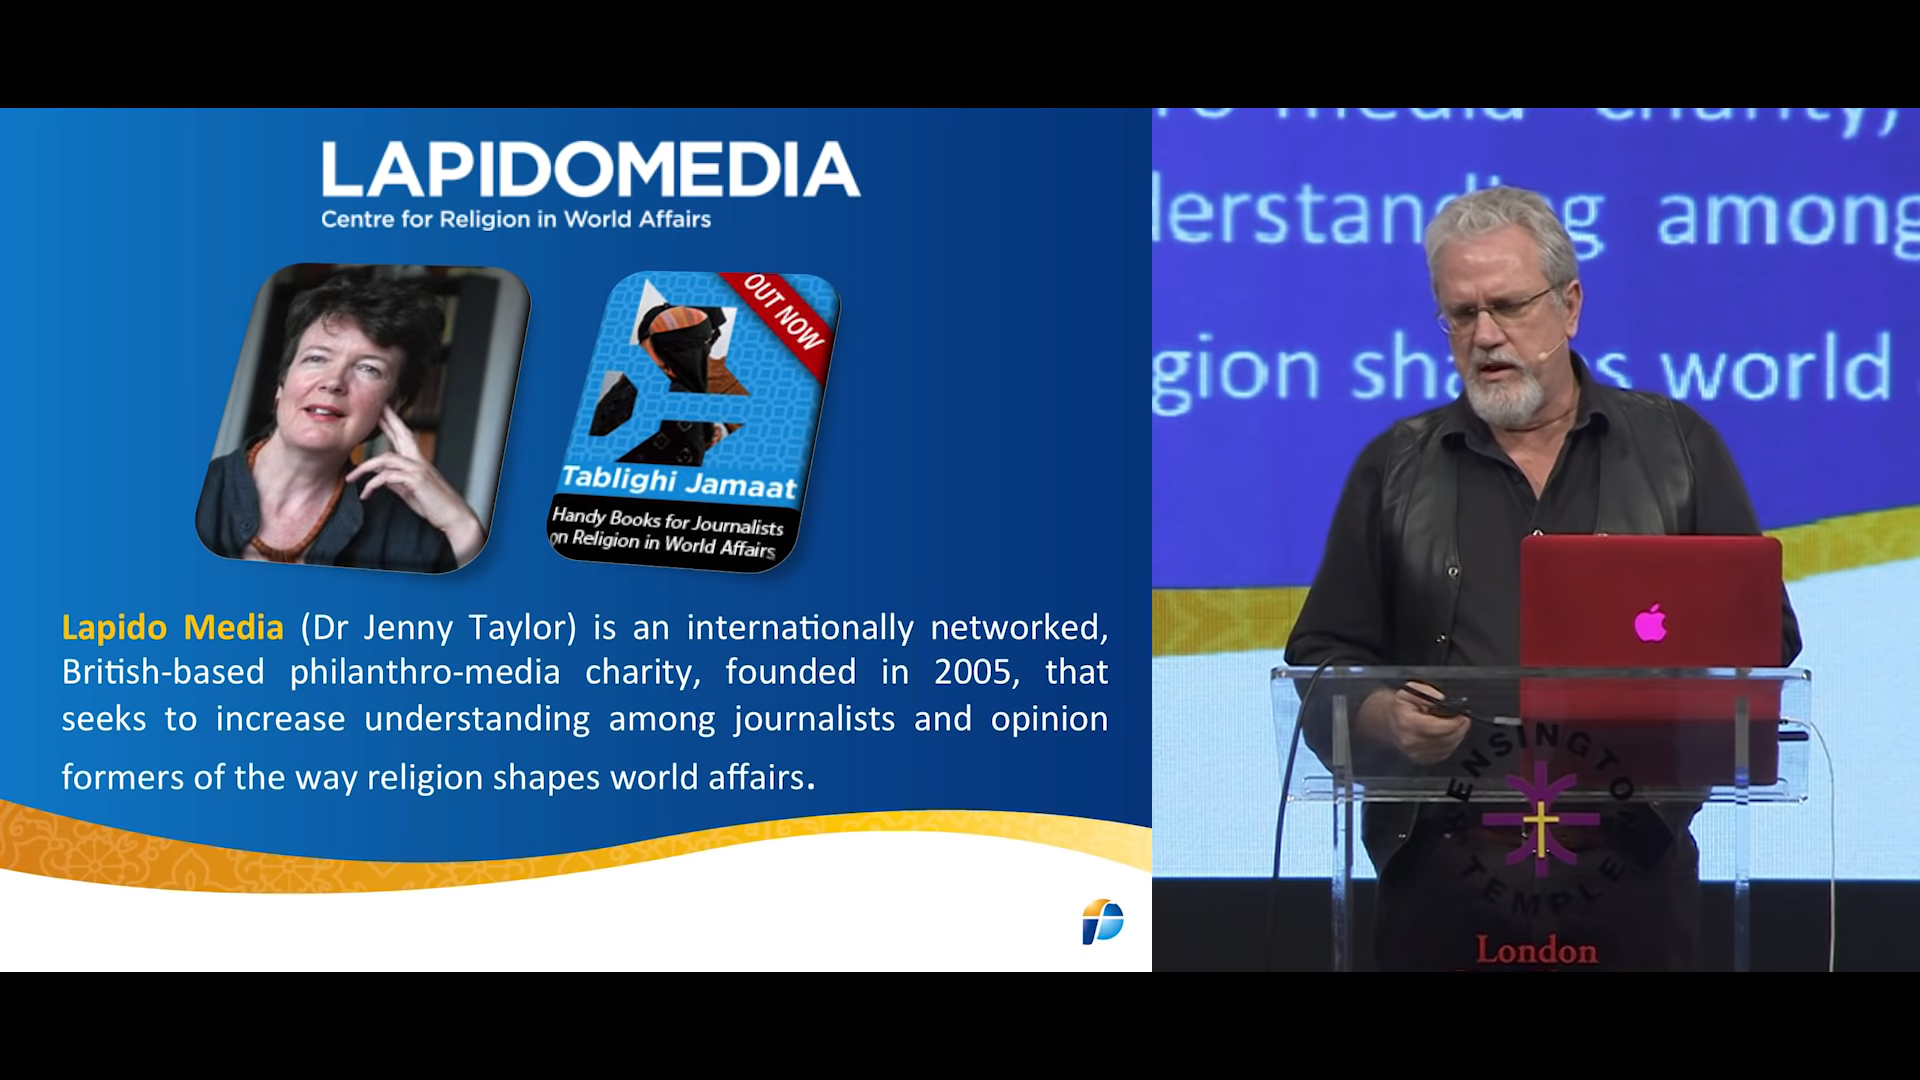 LAPIDOMEDIA
Centre for Religion in World Affairs
OUT NOW
Tablighi Jamaat
Handy Books for Journalists
on Religion in World Affairs
Lapido Media (Dr Jenny Taylor) is an internationally networked,
British-based philanthro-media charity, founded in 2005, that
seeks to increase understanding among journalists and opinion
formers of the way religion shapes world affairs.
media charity,
among
world
KENSINGTON
TEMPLE
London